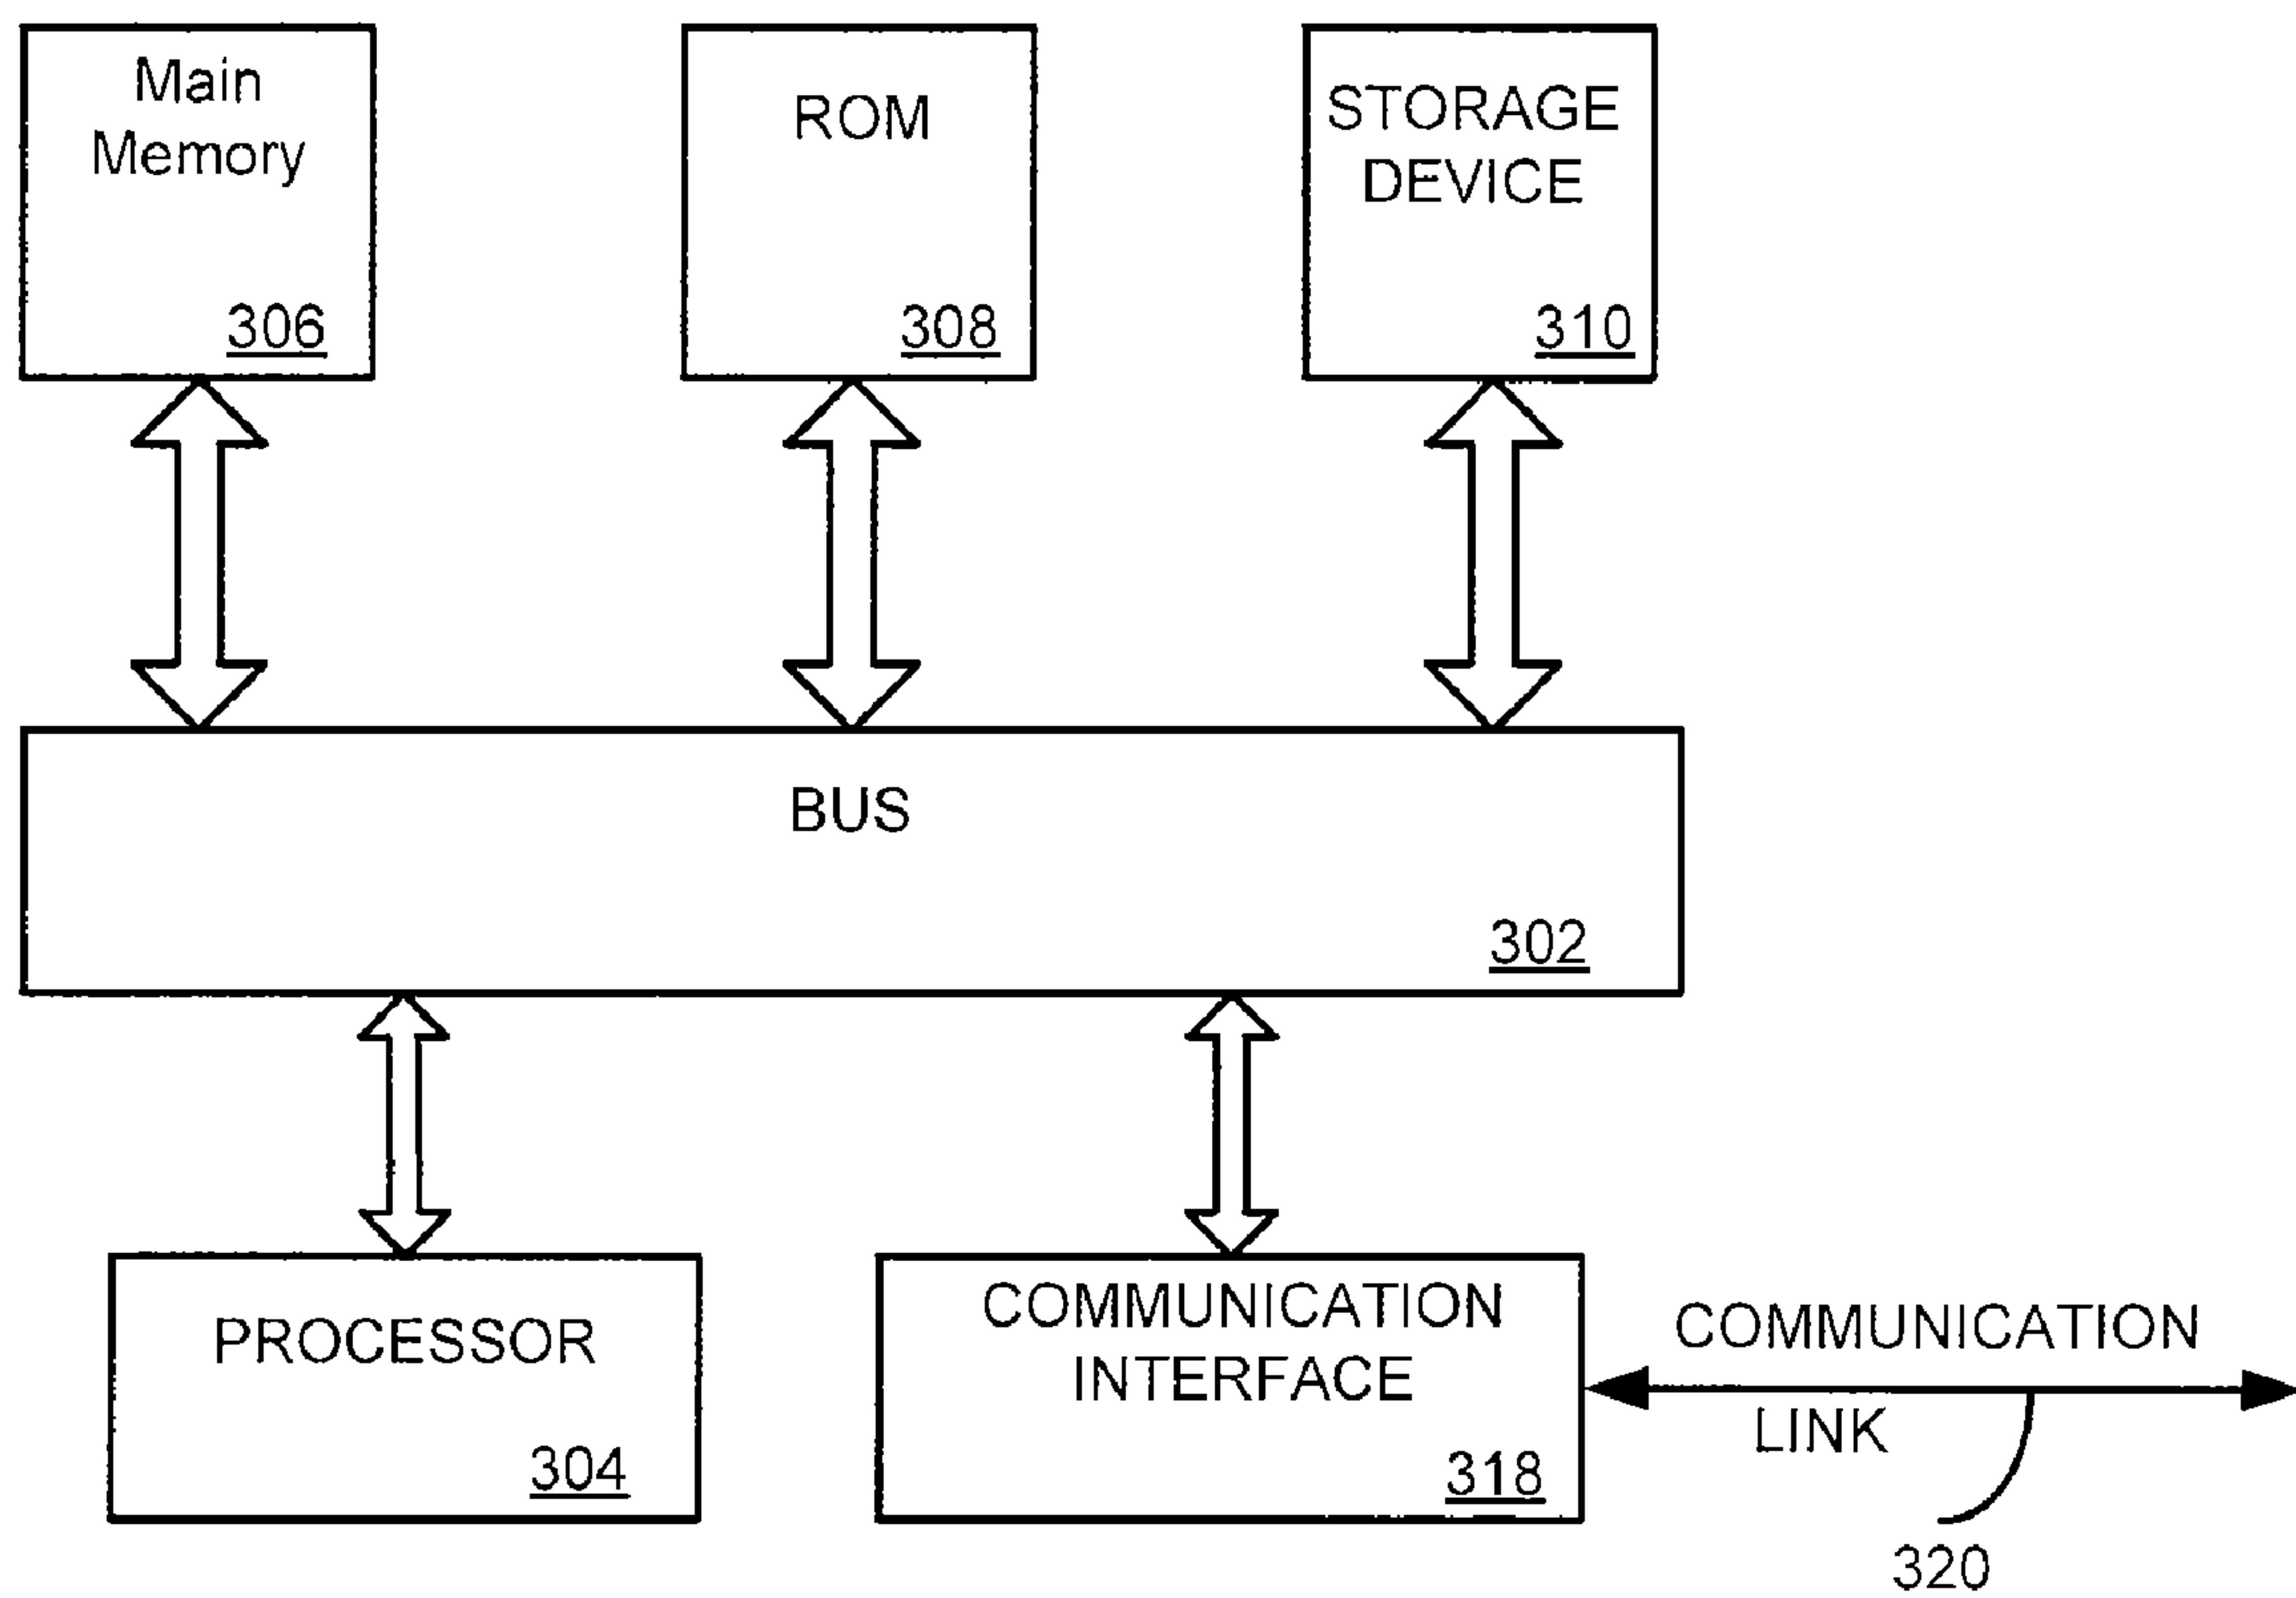 Main
Memory
306
ROM
308
STORAGE
DEVICE
310
BUS
302
PROCESSOR
304
COMMUNICATION
INTERFACE
318
COMMUNICATION
LINK
320